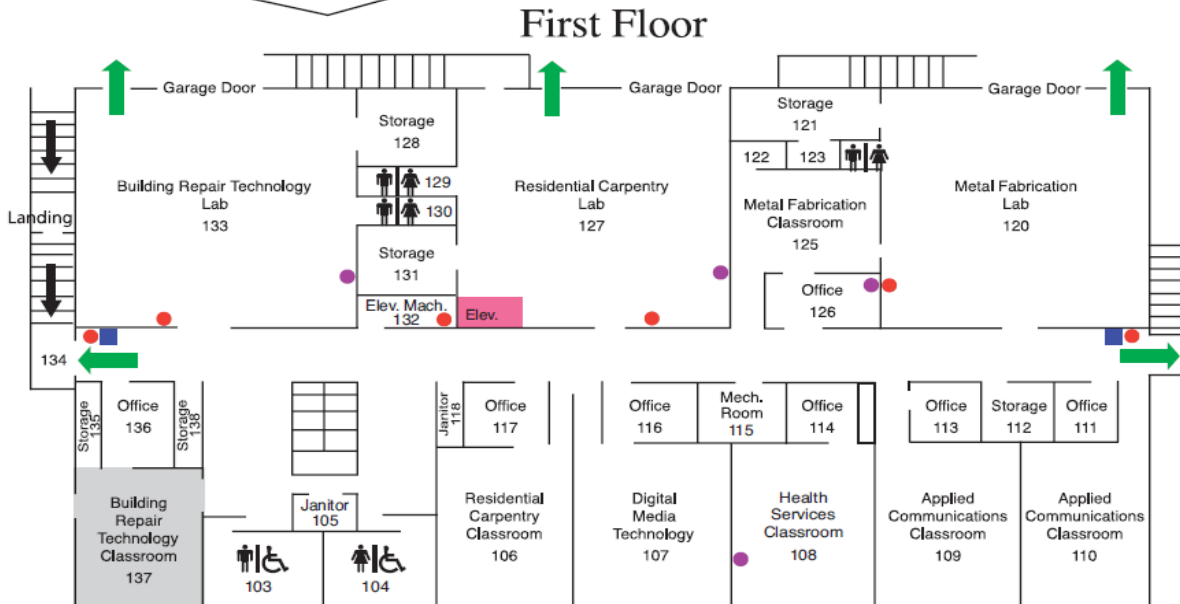 First Floor
Garage Door
Garage Door
Garage Door
Storage
128
Storage
121
122
123
129
130
Building Repair Technology
Lab
133
Residential Carpentry
Lab
127
Metal Fabrication
Classroom
125
Metal Fabrication
Lab
120
Landing
Storage
131
Office
126
Elev. Mach.
132
Elev.
134
Storage
135
Office
136
Storage
138
Janitor
118
Office
117
Office
116
Mech.
Room
115
Office
114
Office
113
Storage
112
Office
111
Building
Repair
Technology
Classroom
137
Janitor
105
103
104
Residential
Carpentry
Classroom
106
Digital
Media
Technology
107
Health
Services
Classroom
108
Applied
Communications
Classroom
109
Applied
Communications
Classroom
110